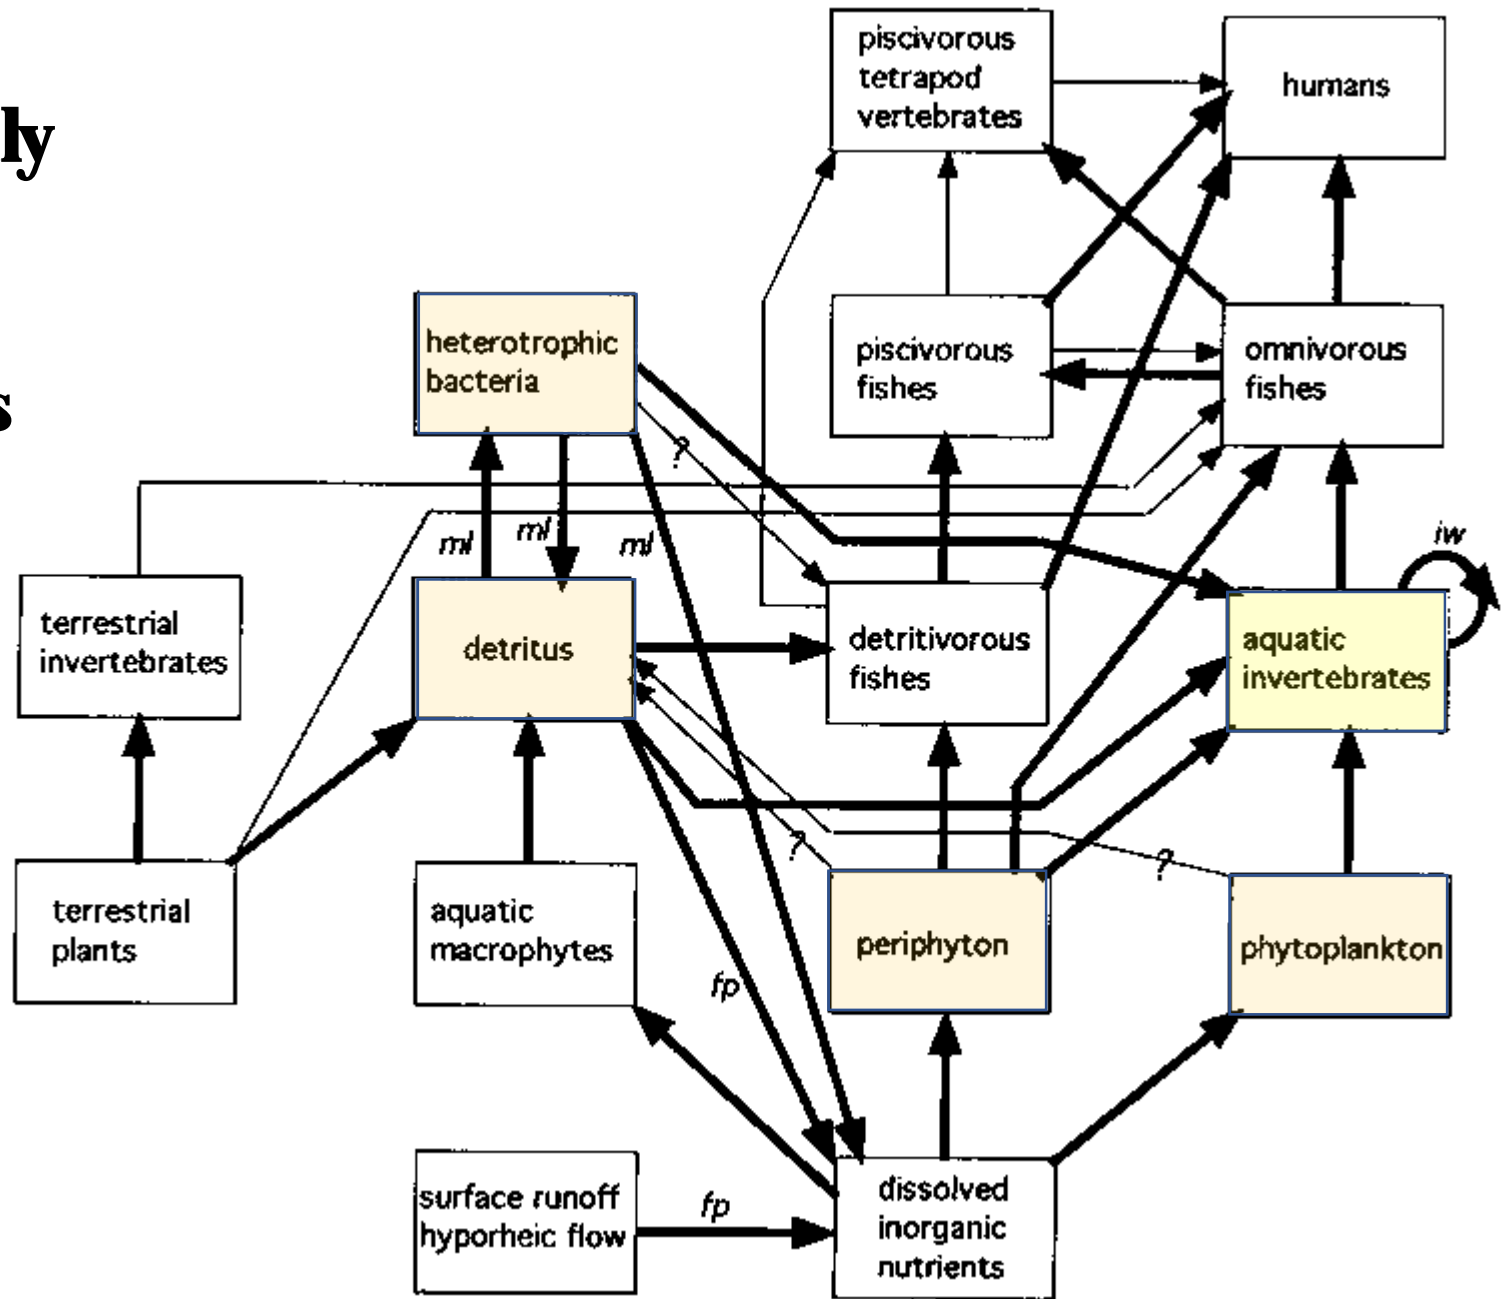 ly
s
piscivorous
tetrapod
vertebrates
humans
heterotrophic
bacteria
piscivorous
fishes
omnivorous
fishes
?
ml
ml
ml
iw
terrestrial
invertebrates
detritus
detritivorous
fishes
aquatic
invertebrates
?
?
terrestrial
plants
aquatic
macrophytes
periphyton
phytoplankton
fp
surface runoff
hyporheic flow
fp
dissolved
inorganic
nutrients